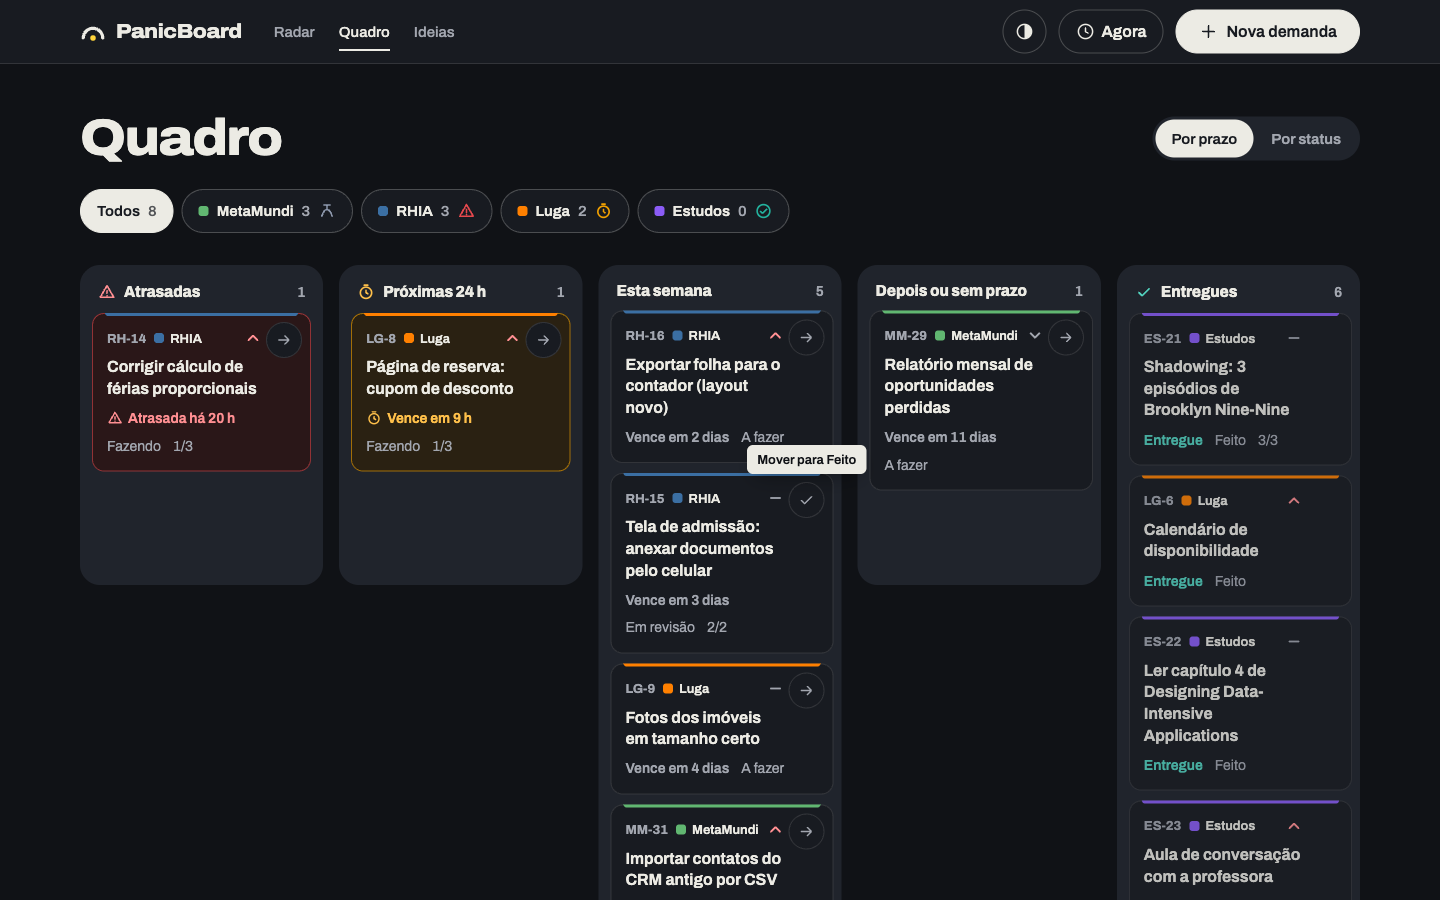 PanicBoard
Radar
Quadro
Ideias
Agora
Nova demanda
Quadro
Por prazo
Por status
Todos 8
MetaMundi 3
RHIA 3
Luga 2
Estudos 0
Atrasadas 1
RH-14 RHIA
Corrigir cálculo de
férias proporcionais
Atrasada há 20 h
Fazendo 1/3
Próximas 24 h 1
LG-8 Luga
Página de reserva:
cupom de desconto
Vence em 9 h
Fazendo 1/3
Esta semana 5
RH-16 RHIA
Exportar folha para o
contador (layout
novo)
Vence em 2 dias A fazer
Mover para Feito
RH-15 RHIA
Tela de admissão:
anexar documentos
pelo celular
Vence em 3 dias
Em revisão 2/2
LG-9 Luga
Fotos dos imóveis
em tamanho certo
Vence em 4 dias A fazer
MM-31 MetaMundi
Importar contatos do
CRM antigo por CSV
Depois ou sem prazo 1
MM-29 MetaMundi
Relatório mensal de
oportunidades
perdidas
Vence em 11 dias
A fazer
Entregues 6
ES-21 Estudos
Shadowing: 3
episódios de
Brooklyn Nine-Nine
Entregue Feito 3/3
LG-6 Luga
Calendário de
disponibilidade
Entregue Feito
ES-22 Estudos
Ler capítulo 4 de
Designing Data-
Intensive
Applications
Entregue Feito
ES-23 Estudos
Aula de conversação
com a professora